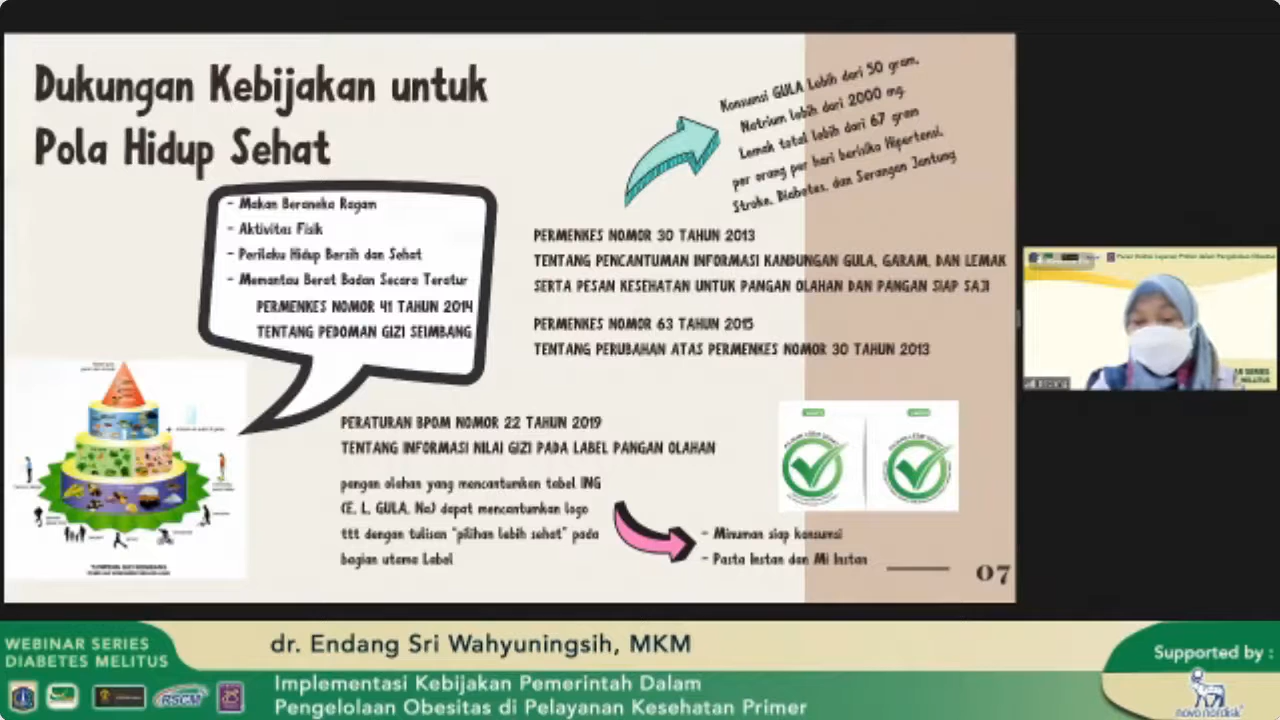 Dukungan Kebijakan untuk
Pola Hidup Sehat
Konsumsi GULA lebih dari 50 gram,
Natrium lebih dari 2000 mg,
Lemak total lebih dari 67 gram
per orang per hari berisiko Hipertensi,
Stroke, Diabetes, dan Serangan Jantung
- Makan Beraneka Ragam
- Aktivitas Fisik
- Perilaku Hidup Bersih dan Sehat
- Memantau Berat Badan Secara Teratur
PERMENKES NOMOR 41 TAHUN 2014
TENTANG PEDOMAN GIZI SEIMBANG
PERMENKES NOMOR 30 TAHUN 2013
TENTANG PENCANTUMAN INFORMASI KANDUNGAN GULA, GARAM, DAN LEMAK
SERTA PESAN KESEHATAN UNTUK PANGAN OLAHAN DAN PANGAN SIAP SAJI
PERMENKES NOMOR 63 TAHUN 2015
TENTANG PERUBAHAN ATAS PERMENKES NOMOR 30 TAHUN 2013
PERATURAN BPOM NOMOR 22 TAHUN 2019
TENTANG INFORMASI NILAI GIZI PADA LABEL PANGAN OLAHAN
pangan olahan yang mencantumkan tabel ING
(E, L, GULA, Na) dapat mencantumkan logo
ttt dengan tulisan "pilihan lebih sehat" pada
bagian utama Label
- Minuman siap konsumsi
- Pasta Instan dan Mi Instan
07
WEBINAR SERIES
DIABETES MELITUS
dr. Endang Sri Wahyuningsih, MKM
Implementasi Kebijakan Pemerintah Dalam
Pengelolaan Obesitas di Pelayanan Kesehatan Primer
RSCM
Supported by :
novo nordisk